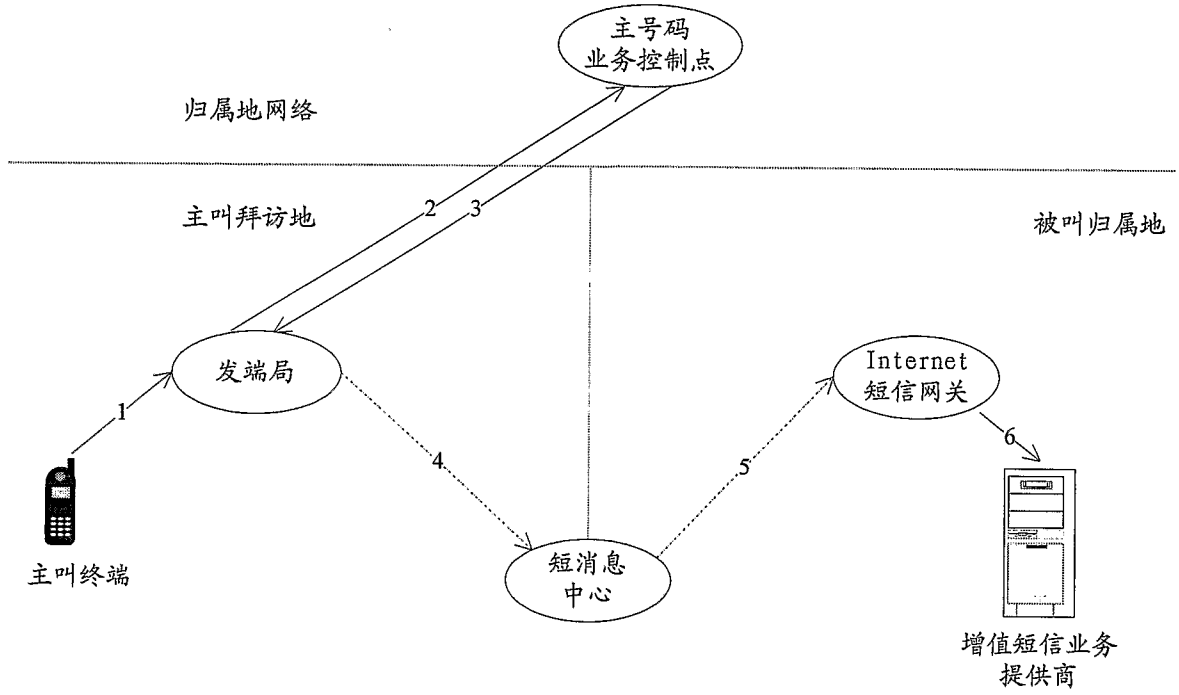 主号码
业务控制点
归属地网络
主叫拜访地
2
3
被叫归属地
发端局
Internet
短信网关
1
4
5
6
主叫终端
短消息
中心
增值短信业务
提供商